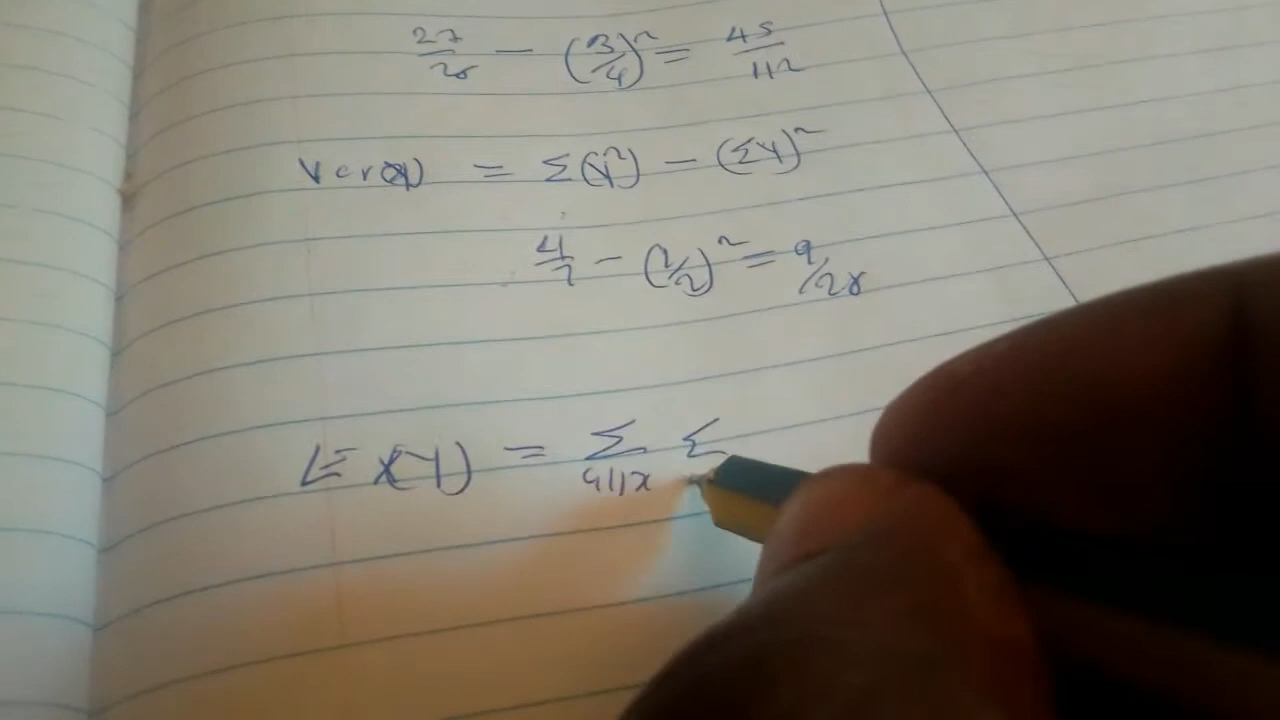 27/28 - (3/4)² = 45/112
Var(Y) = Σ(Y²) - (ΣY)²
4/7 - (1/2)² = 9/28
E(XY) = Σ Σ
all x